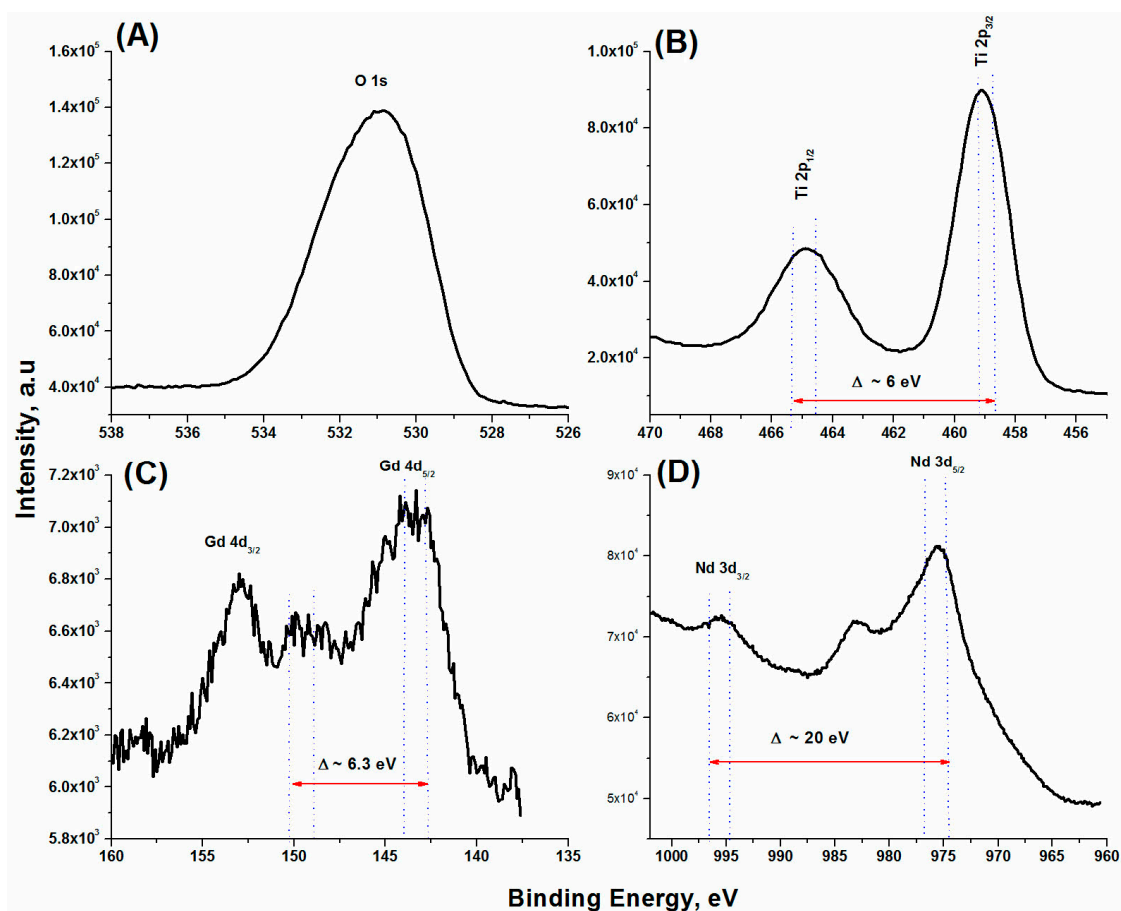 (A)
O 1s
1.6x10⁵
1.4x10⁵
1.2x10⁵
1.0x10⁵
8.0x10⁴
6.0x10⁴
4.0x10⁴
538 536 534 532 530 528 526
(B)
Ti 2p₃/₂
Ti 2p₁/₂
1.0x10⁵
8.0x10⁴
6.0x10⁴
4.0x10⁴
2.0x10⁴
Δ ~ 6 eV
470 468 466 464 462 460 458 456
Intensity, a.u
(C)
Gd 4d₅/₂
Gd 4d₃/₂
7.2x10³
7.0x10³
6.8x10³
6.6x10³
6.4x10³
6.2x10³
6.0x10³
5.8x10³
Δ ~ 6.3 eV
160 155 150 145 140 135
(D)
Nd 3d₅/₂
Nd 3d₃/₂
9x10⁴
8x10⁴
7x10⁴
6x10⁴
5x10⁴
Δ ~ 20 eV
1000 995 990 985 980 975 970 965 960
Binding Energy, eV